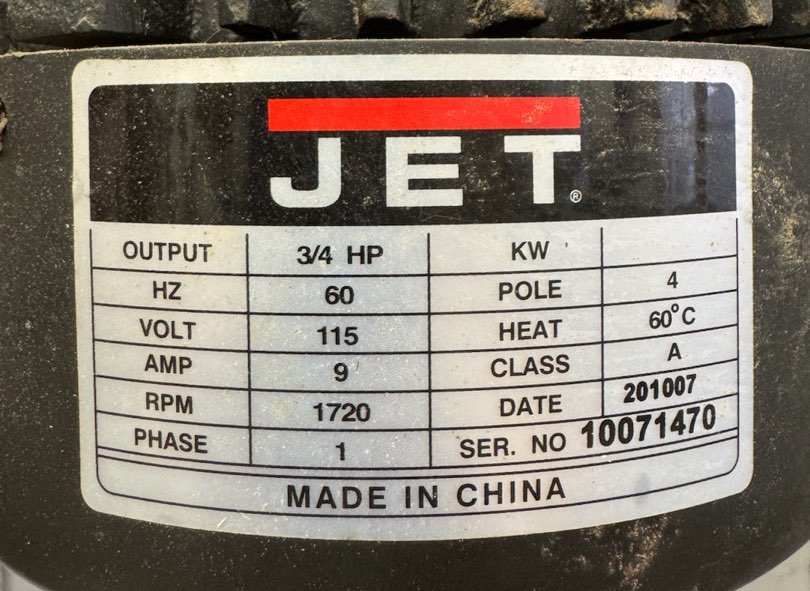 JET®
OUTPUT 3/4 HP KW
HZ 60 POLE 4
VOLT 115 HEAT 60°C
AMP 9 CLASS A
RPM 1720 DATE 201007
PHASE 1 SER. NO 10071470
MADE IN CHINA